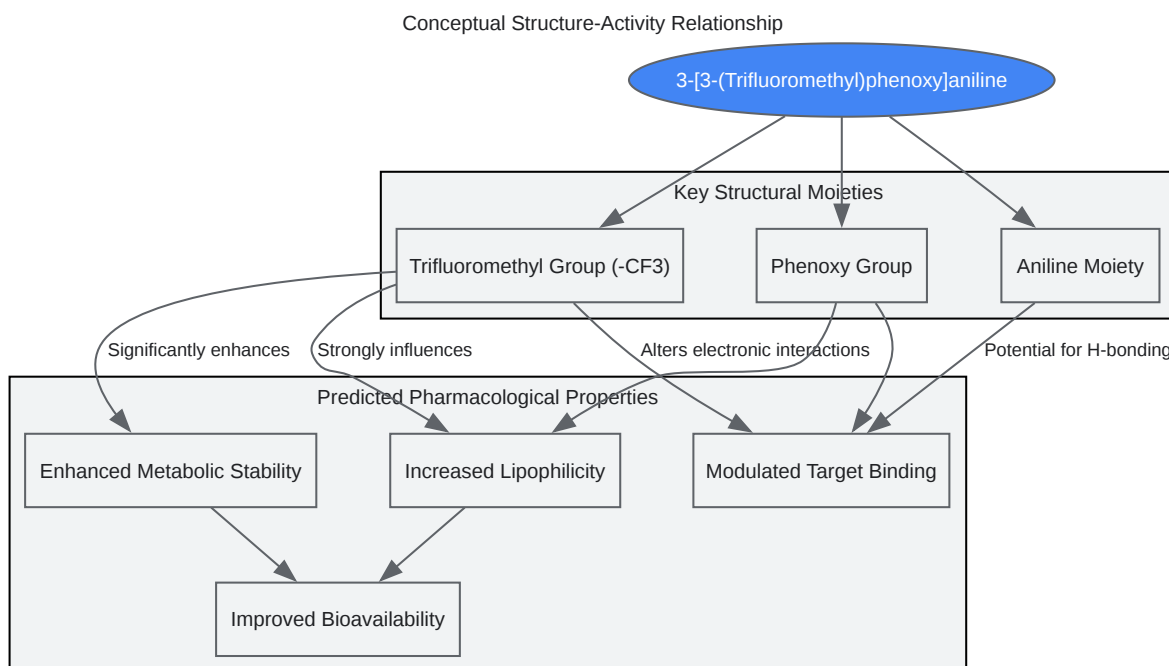 Conceptual Structure-Activity Relationship
3-[3-(Trifluoromethyl)phenoxy]aniline
Key Structural Moieties
Trifluoromethyl Group (-CF3)
Phenoxy Group
Aniline Moiety
Significantly enhances
Strongly influences
Alters electronic interactions
Potential for H-bonding
Predicted Pharmacological Properties
Enhanced Metabolic Stability
Increased Lipophilicity
Modulated Target Binding
Improved Bioavailability